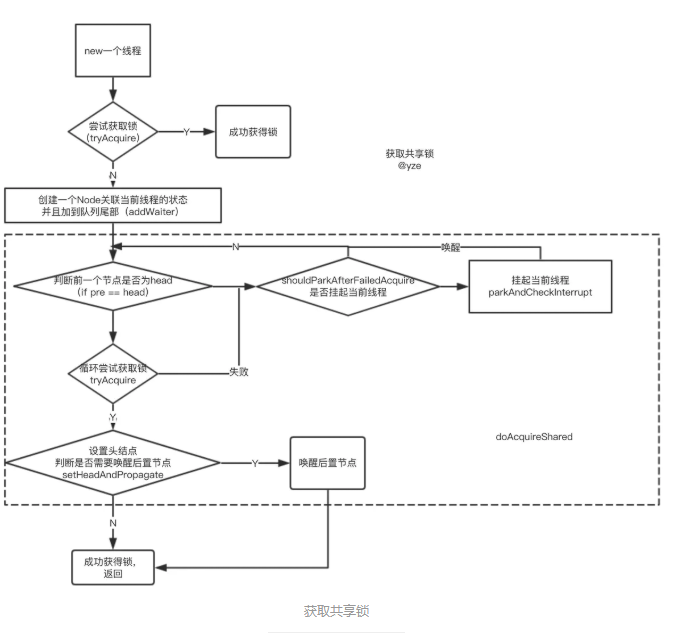 new一个线程
尝试获取锁
（tryAcquire）
Y
成功获得锁
获取共享锁
@yze
N
创建一个Node关联当前线程的状态
并且加到队列尾部（addWaiter）
N
唤醒
判断前一个节点是否为head
（if pre == head）
shouldParkAfterFailedAcquire
是否挂起当前线程
挂起当前线程
parkAndCheckInterrupt
循环尝试获取锁
tryAcquire
失败
Y
设置头结点
判断是否需要唤醒后置节点
setHeadAndPropagate
Y
唤醒后置节点
doAcquireShared
N
成功获得锁，
返回
获取共享锁